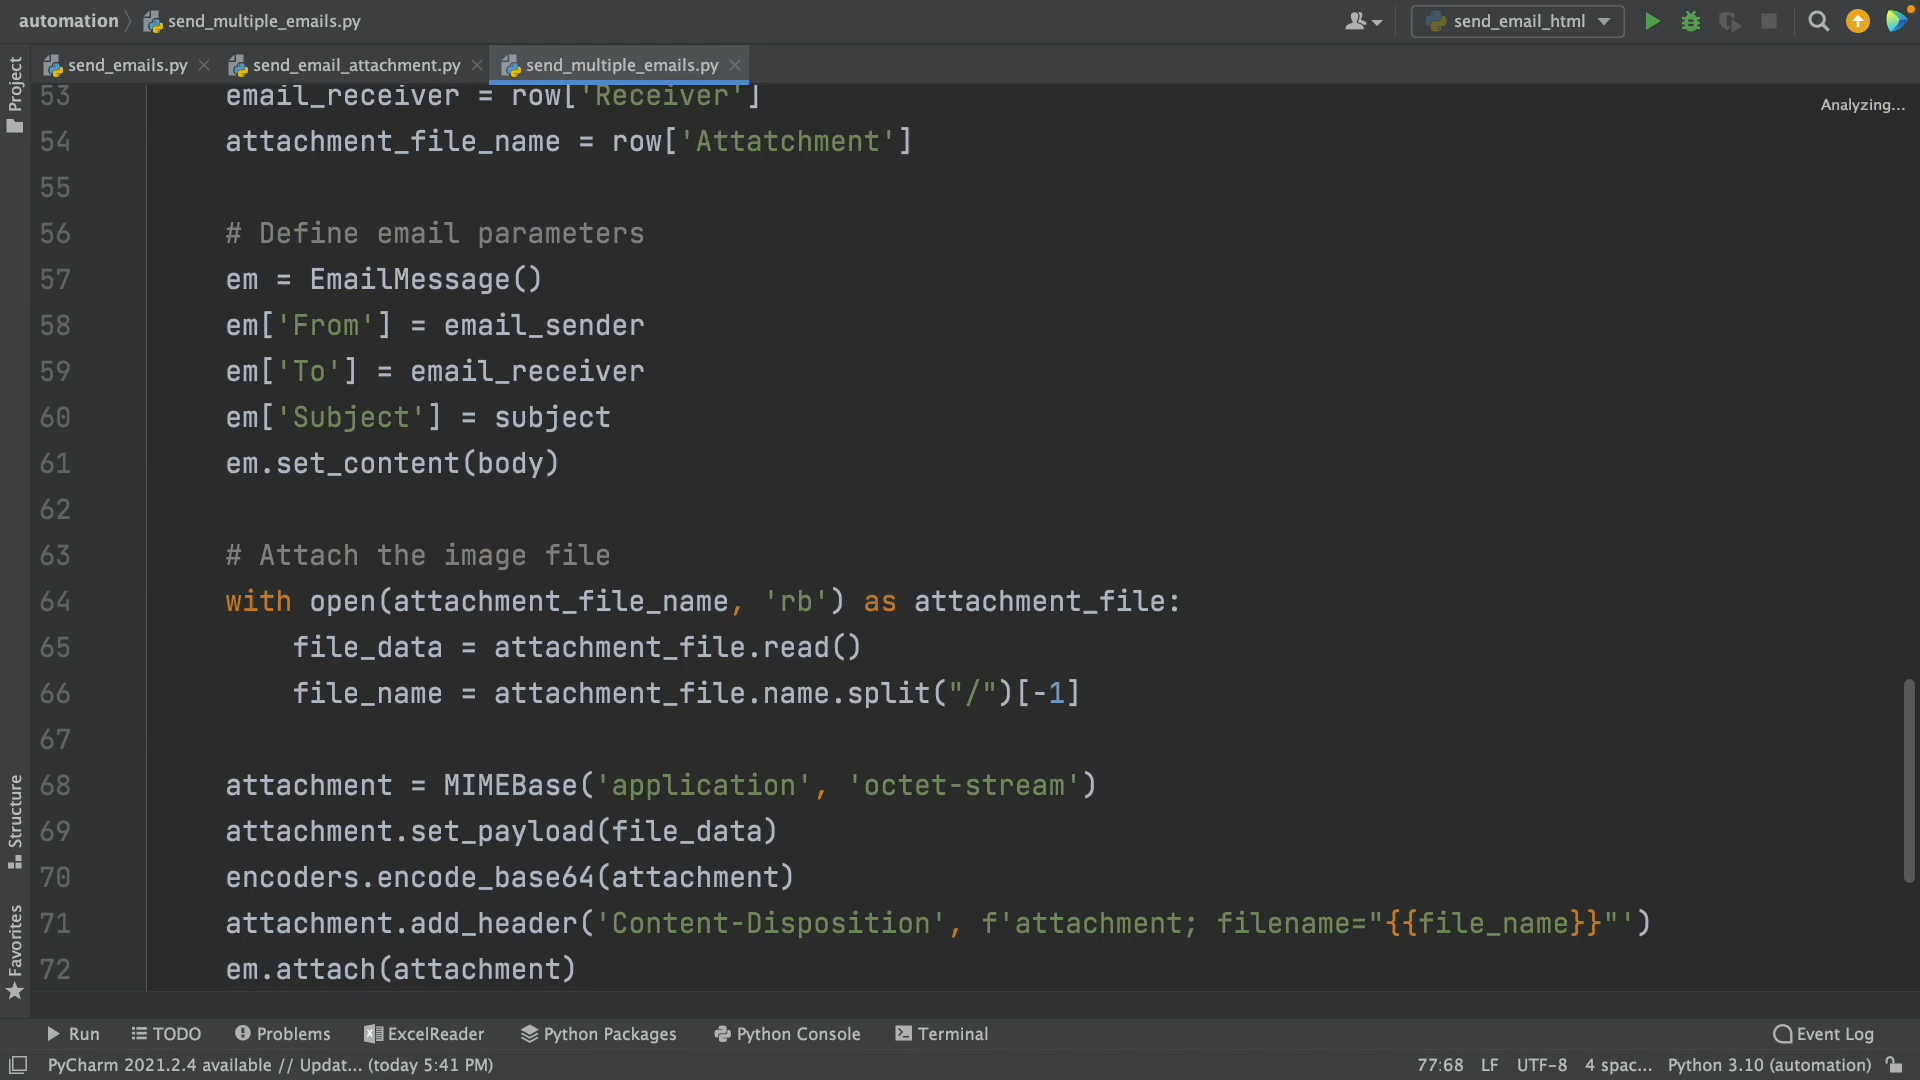 automation send_multiple_emails.py send_email_html
send_emails.py send_email_attachment.py send_multiple_emails.py
Project
Analyzing...
53 email_receiver = row['Receiver']
54 attachment_file_name = row['Attatchment']
55
56 # Define email parameters
57 em = EmailMessage()
58 em['From'] = email_sender
59 em['To'] = email_receiver
60 em['Subject'] = subject
61 em.set_content(body)
62
63 # Attach the image file
64 with open(attachment_file_name, 'rb') as attachment_file:
65 file_data = attachment_file.read()
66 file_name = attachment_file.name.split("/")[-1]
67
68 attachment = MIMEBase('application', 'octet-stream')
69 attachment.set_payload(file_data)
70 encoders.encode_base64(attachment)
71 attachment.add_header('Content-Disposition', f'attachment; filename="{{file_name}}"')
72 em.attach(attachment)
Structure
Favorites
Run TODO Problems ExcelReader Python Packages Python Console Terminal Event Log
PyCharm 2021.2.4 available // Updat... (today 5:41 PM) 77:68 LF UTF-8 4 spac... Python 3.10 (automation)